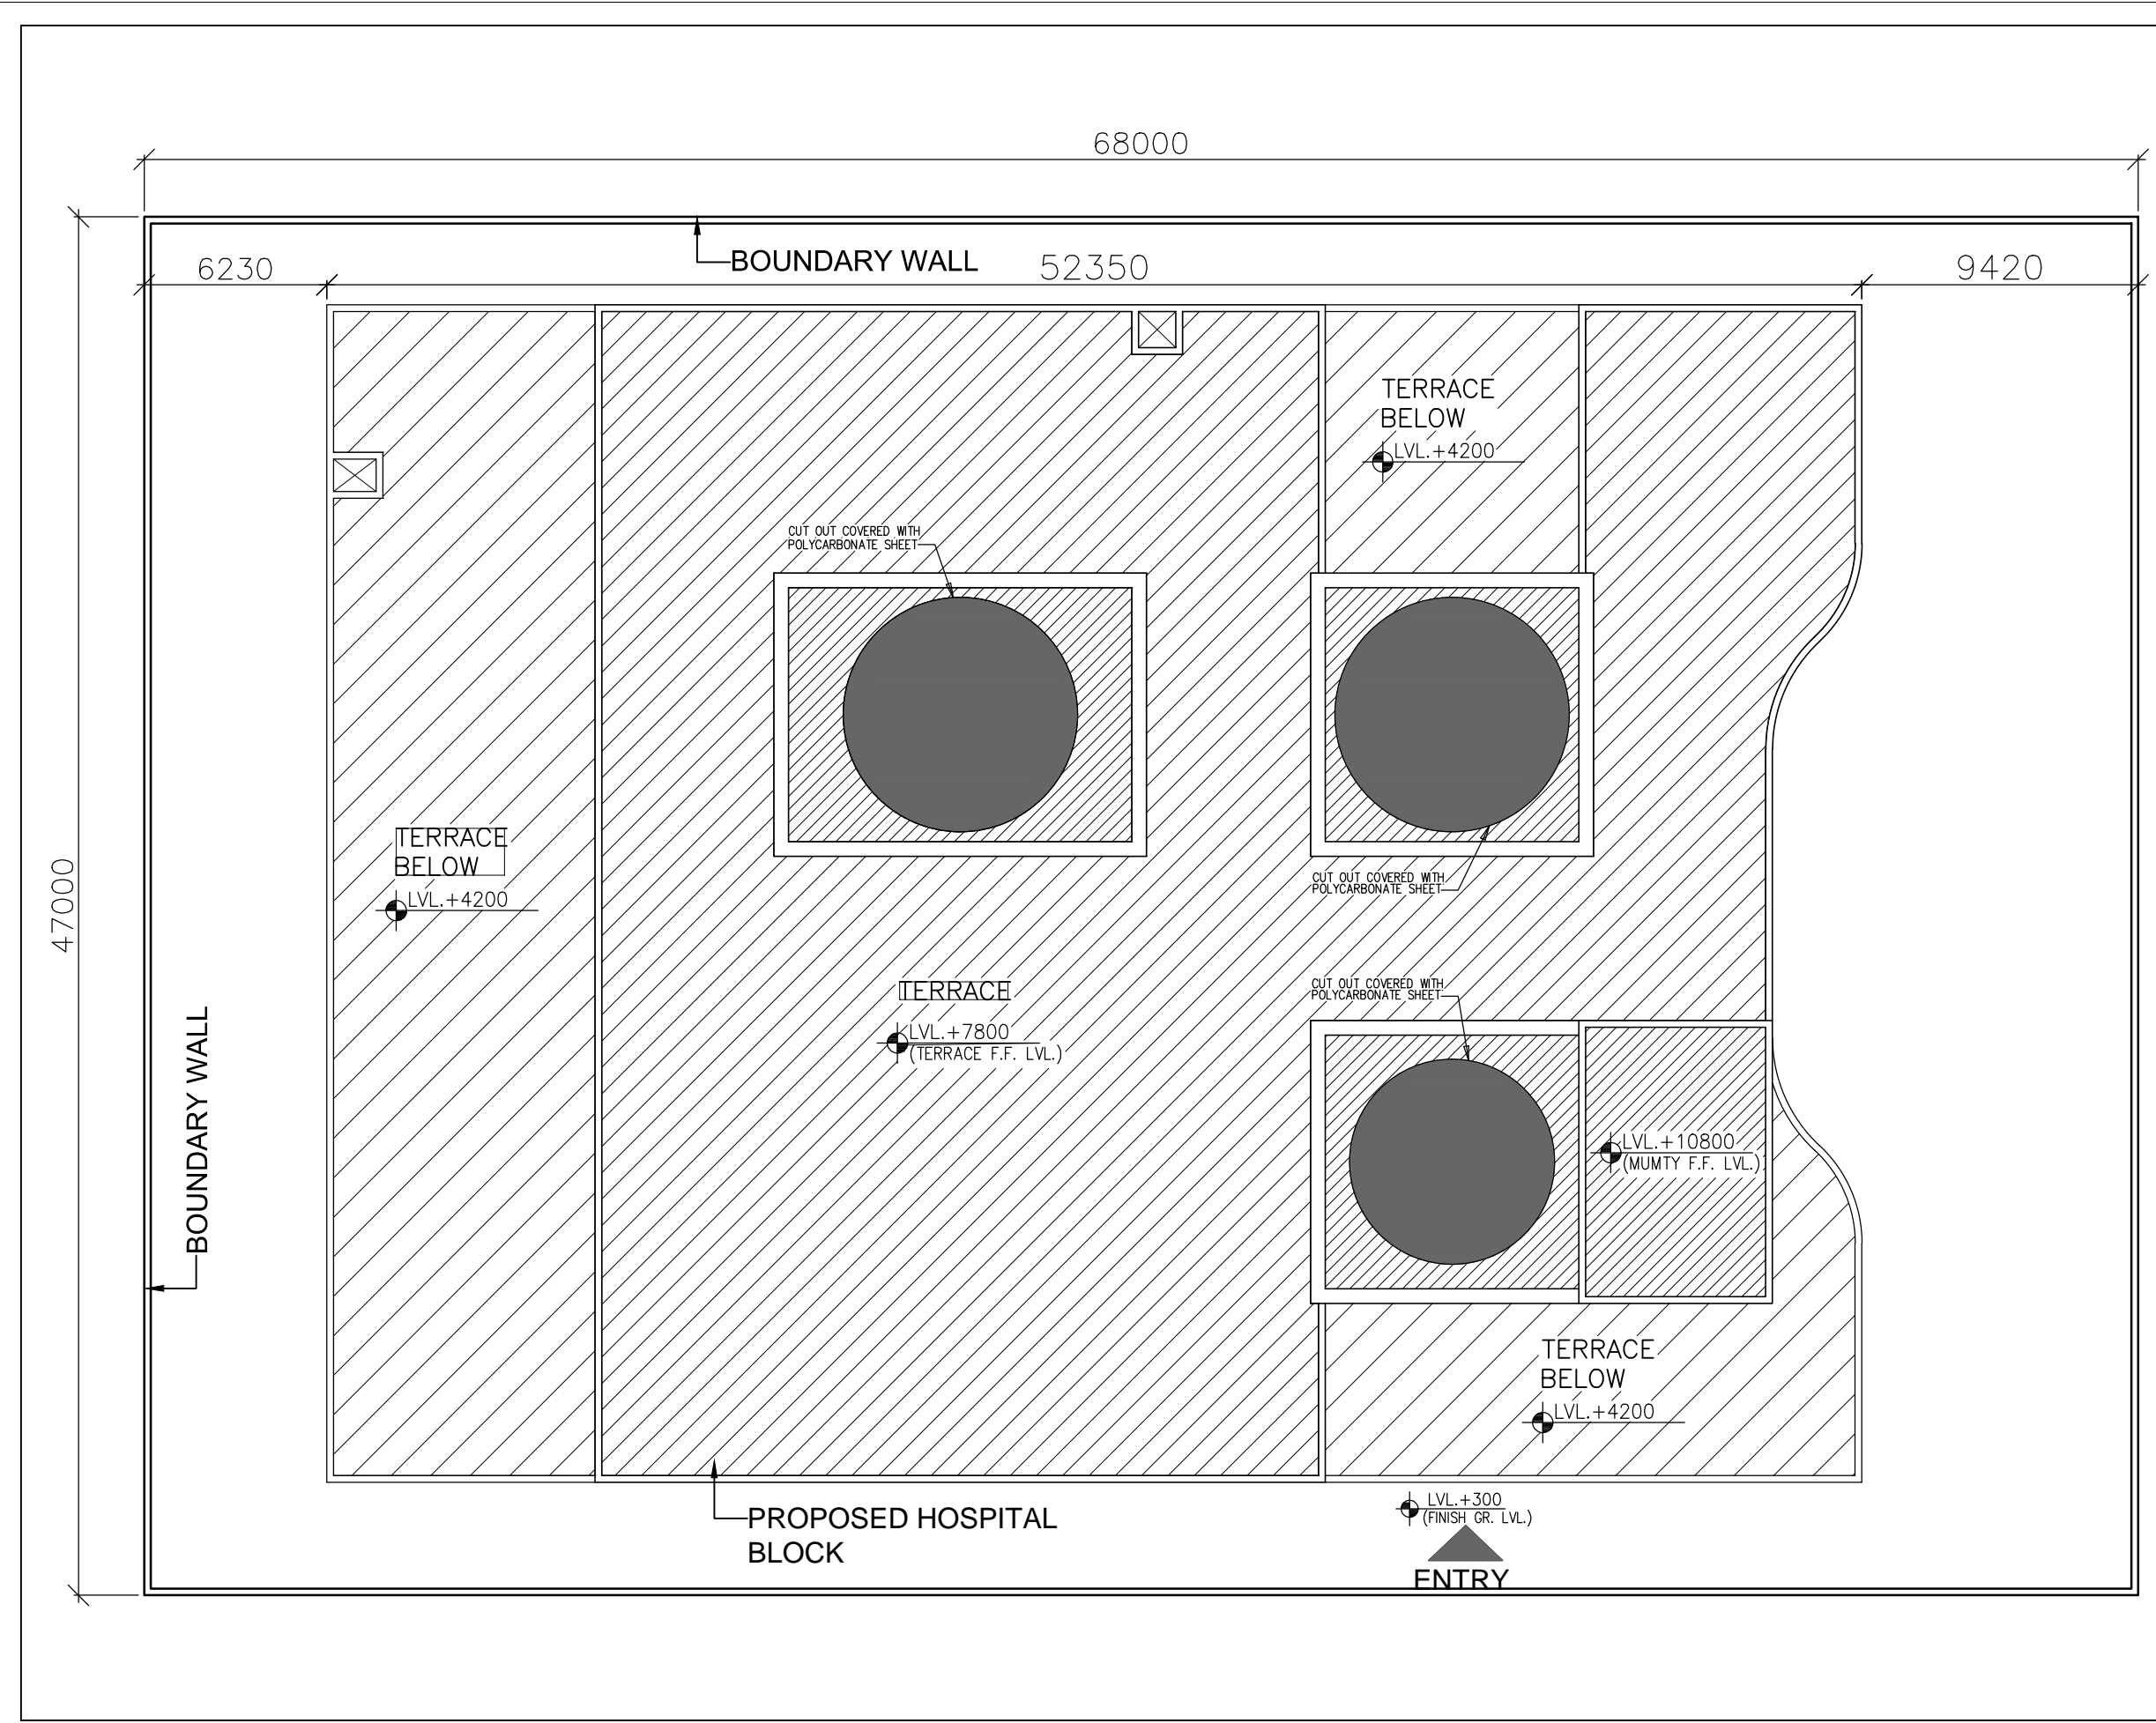 68000
BOUNDARY WALL
6230
52350
9420
TERRACE
BELOW
LVL.+4200
CUT OUT COVERED WITH
POLYCARBONATE SHEET
TERRACE
BELOW
LVL.+4200
CUT OUT COVERED WITH
POLYCARBONATE SHEET
47000
TERRACE
LVL.+7800
(TERRACE F.F. LVL.)
CUT OUT COVERED WITH
POLYCARBONATE SHEET
BOUNDARY WALL
LVL.+10800
(MUMTY F.F. LVL.)
TERRACE
BELOW
LVL.+4200
PROPOSED HOSPITAL
BLOCK
LVL.+300
(FINISH GR. LVL.)
ENTRY